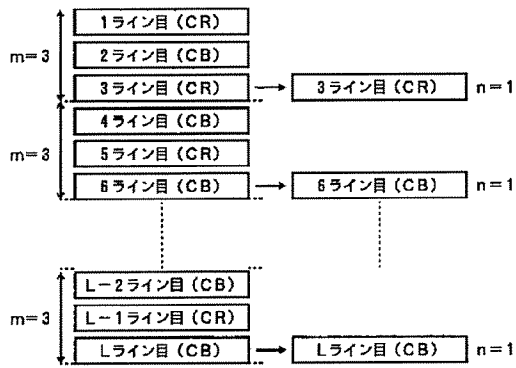 1ライン目(CR)
m=3 2ライン目(CB)
3ライン目(CR) 3ライン目(CR) n=1
4ライン目(CB)
m=3 5ライン目(CR)
6ライン目(CB) 6ライン目(CB) n=1
L-2ライン目(CB)
m=3 L-1ライン目(CR)
Lライン目(CB) Lライン目(CB) n=1